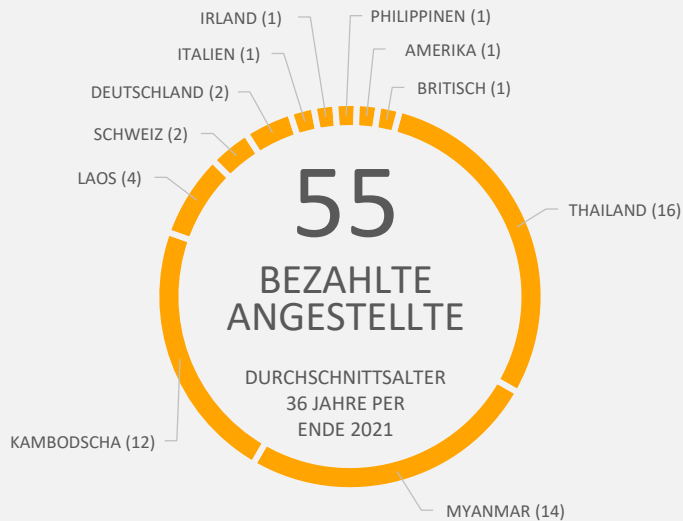 IRLAND (1)
PHILIPPINEN (1)
ITALIEN (1)
AMERIKA (1)
DEUTSCHLAND (2)
BRITISCH (1)
SCHWEIZ (2)
LAOS (4)
THAILAND (16)
55
BEZAHLTE
ANGESTELLTE
DURCHSCHNITTSALTER
36 JAHRE PER
ENDE 2021
KAMBODSCHA (12)
MYANMAR (14)